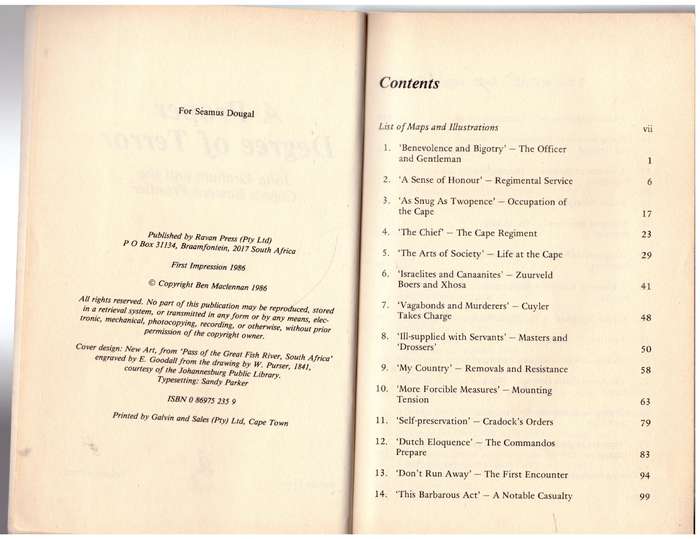 For Séamus Dougal
Published by Ravan Press (Pty Ltd)
P O Box 31134, Braamfontein, 2017 South Africa
First Impression 1986
© Copyright Ben Maclennan 1986
All rights reserved. No part of this publication may be reproduced, stored
in a retrieval system, or transmitted in any form or by any means, elec-
tronic, mechanical, photocopying, recording, or otherwise, without prior
permission of the copyright owner.
Cover design: New Art, from 'Pass of the Great Fish River, South Africa'
engraved by E. Goodall from the drawing by W. Purser, 1841,
courtesy of the Johannesburg Public Library.
Typesetting: Sandy Parker
ISBN 0 86975 235 9
Printed by Galvin and Sales (Pty) Ltd, Cape Town
Contents
List of Maps and Illustrations vii
1. 'Benevolence and Bigotry' – The Officer
and Gentleman 1
2. 'A Sense of Honour' – Regimental Service 6
3. 'As Snug As Twopence' – Occupation of
the Cape 17
4. 'The Chief' – The Cape Regiment 23
5. 'The Arts of Society' – Life at the Cape 29
6. 'Israelites and Canaanites' – Zuurveld
Boers and Xhosa 41
7. 'Vagabonds and Murderers' – Cuyler
Takes Charge 48
8. 'Ill-supplied with Servants' – Masters and
'Drossers' 50
9. 'My Country' – Removals and Resistance 58
10. 'More Forcible Measures' – Mounting
Tension 63
11. 'Self-preservation' – Cradock's Orders 79
12. 'Dutch Eloquence' – The Commandos
Prepare 83
13. 'Don't Run Away' – The First Encounter 94
14. 'This Barbarous Act' – A Notable Casualty 99